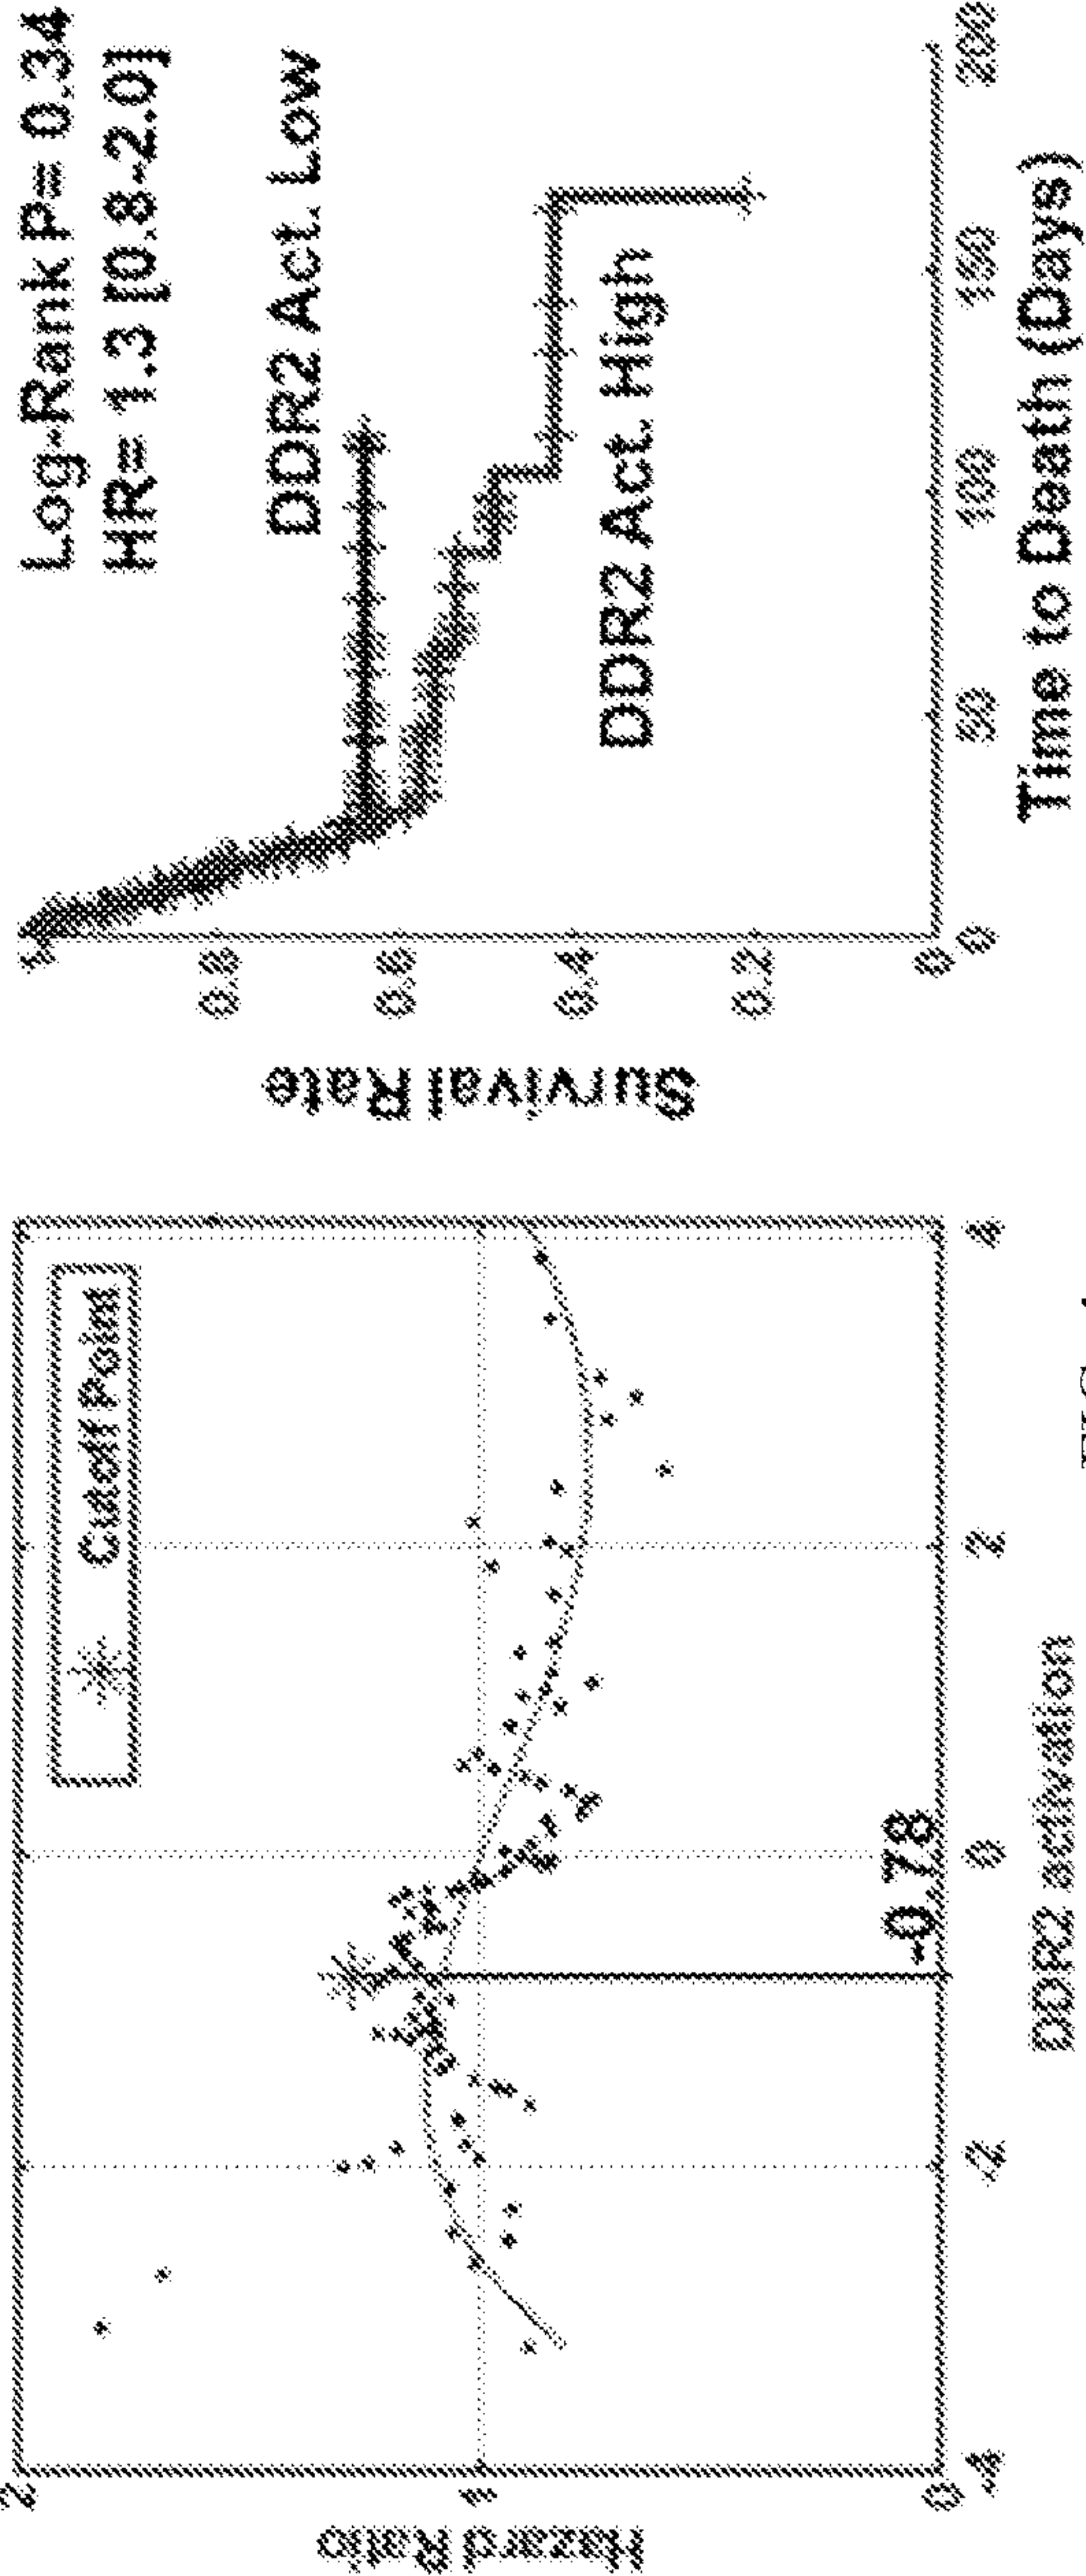 Hazard Ratio
2
1
0
Cutoff Point
-0.78
-4
-2
0
2
4
DDR2 activation
Survival Rate
1
0.8
0.6
0.4
0.2
0
Log-Rank P= 0.34
HR= 1.3 [0.8-2.0]
DDR2 Act. Low
DDR2 Act. High
0
50
100
150
200
Time to Death (Days)